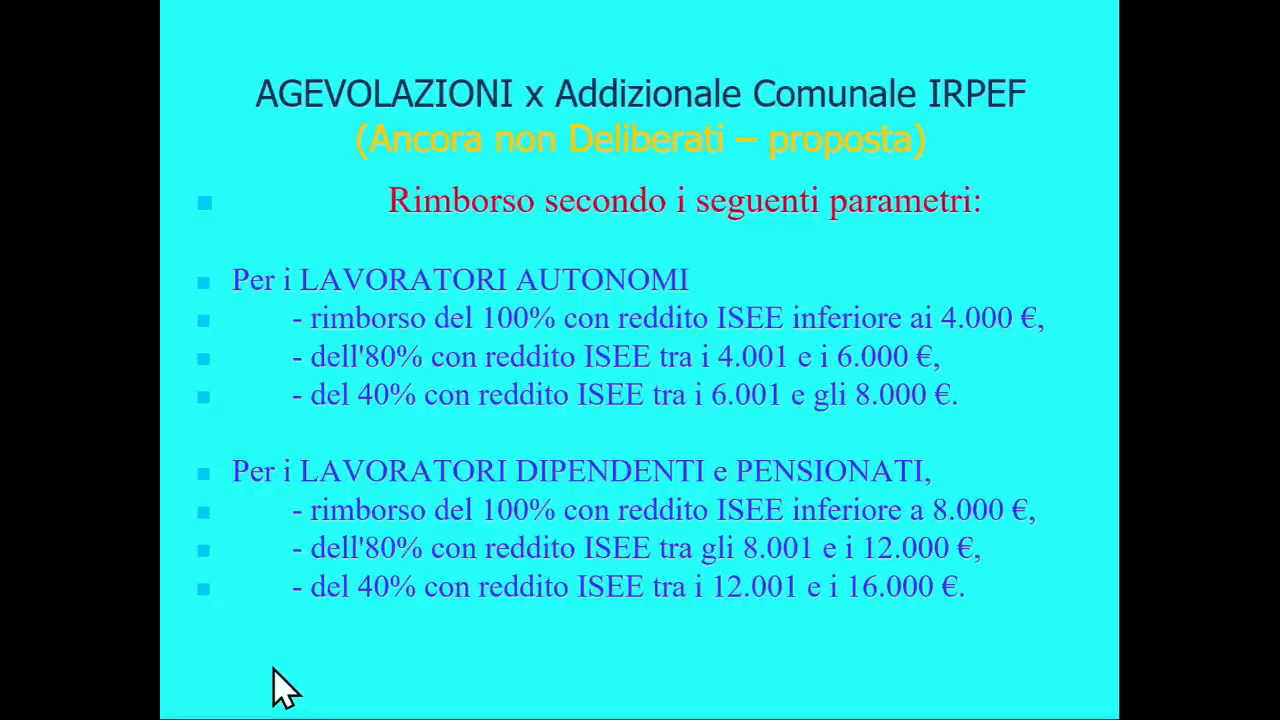 AGEVOLAZIONI x Addizionale Comunale IRPEF
(Ancora non Deliberati – proposta)
Rimborso secondo i seguenti parametri:
Per i LAVORATORI AUTONOMI
- rimborso del 100% con reddito ISEE inferiore ai 4.000 €,
- dell'80% con reddito ISEE tra i 4.001 e i 6.000 €,
- del 40% con reddito ISEE tra i 6.001 e gli 8.000 €.
Per i LAVORATORI DIPENDENTI e PENSIONATI,
- rimborso del 100% con reddito ISEE inferiore a 8.000 €,
- dell'80% con reddito ISEE tra gli 8.001 e i 12.000 €,
- del 40% con reddito ISEE tra i 12.001 e i 16.000 €.